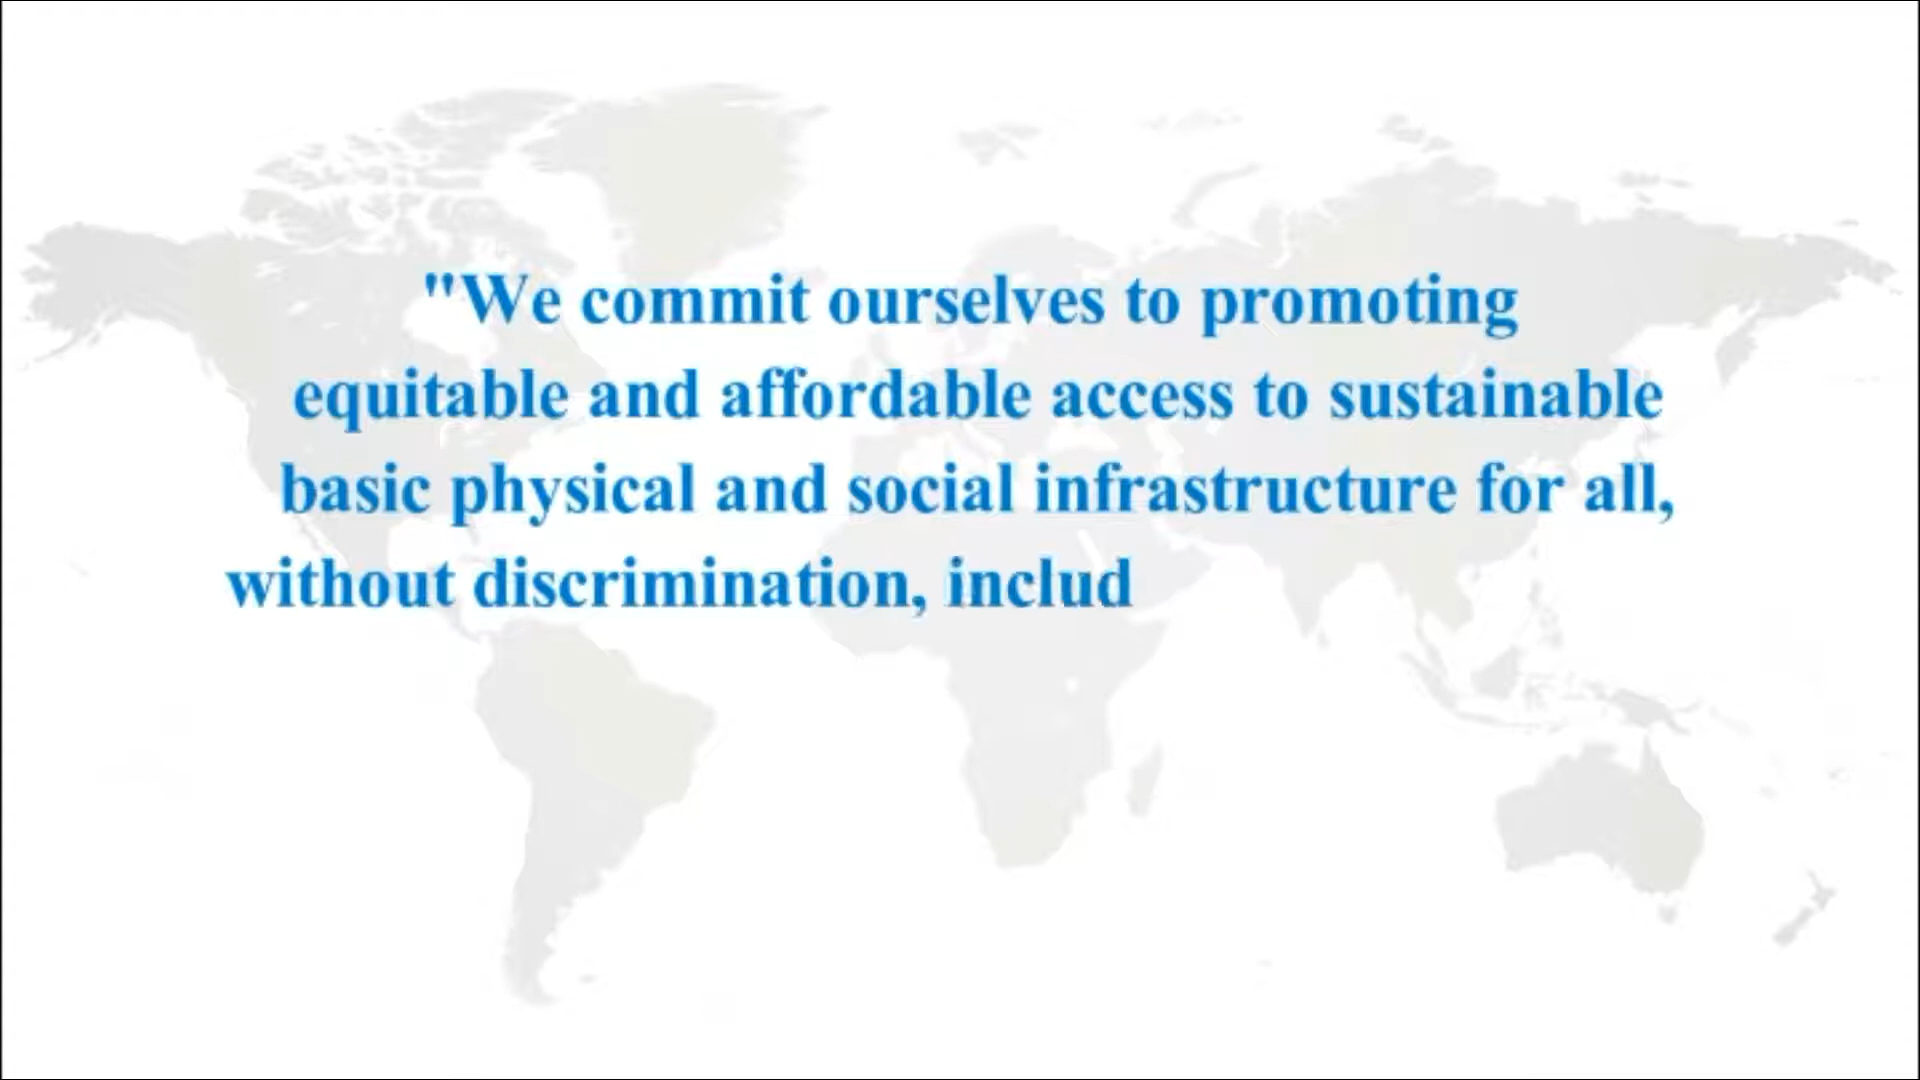 "We commit ourselves to promoting
equitable and affordable access to sustainable
basic physical and social infrastructure for all,
without discrimination, includ